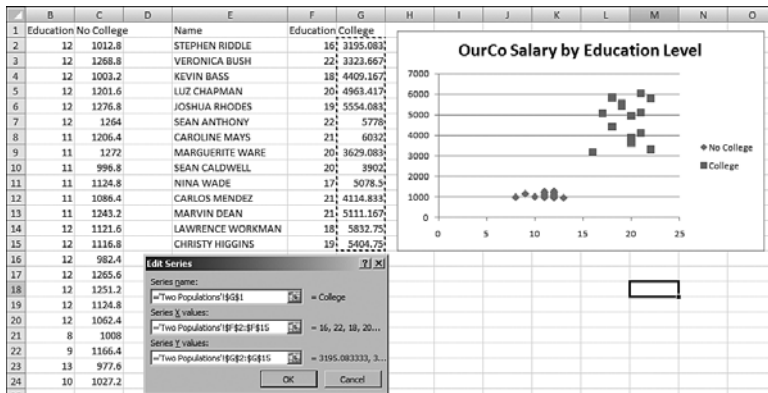 B C D E F G H I J K L M N O
1 Education No College Name Education College
2 12 1012.8 STEPHEN RIDDLE 16 3195.083
3 12 1268.8 VERONICA BUSH 22 3323.667
4 12 1003.2 KEVIN BASS 18 4409.167
5 12 1201.6 LUZ CHAPMAN 20 4963.417
6 12 1276.8 JOSHUA RHODES 19 5554.083
7 12 1264 SEAN ANTHONY 22 5778
8 11 1206.4 CAROLINE MAYS 21 6032
9 11 1272 MARGUERITE WARE 20 3629.083
10 11 996.8 SEAN CALDWELL 20 3902
11 11 1124.8 NINA WADE 17 5078.5
12 11 1086.4 CARLOS MENDEZ 21 4114.833
13 11 1243.2 MARVIN DEAN 21 5111.167
14 12 1121.6 LAWRENCE WORKMAN 18 5832.75
15 12 1116.8 CHRISTY HIGGINS 19 5404.75
16 12 982.4
17 12 1265.6
18 12 1251.2
19 12 1124.8
20 12 1062.4
21 8 1008
22 9 1166.4
23 13 977.6
24 10 1027.2
OurCo Salary by Education Level
7000
6000
5000
4000
3000
2000
1000
0
0 5 10 15 20 25
No College
College
Edit Series
Series name:
='Two Populations'!$G$1 = College
Series X values:
='Two Populations'!$F$2:$F$15 = 16, 22, 18, 20...
Series Y values:
='Two Populations'!$G$2:$G$15 = 3195.083333, 3...
OK Cancel